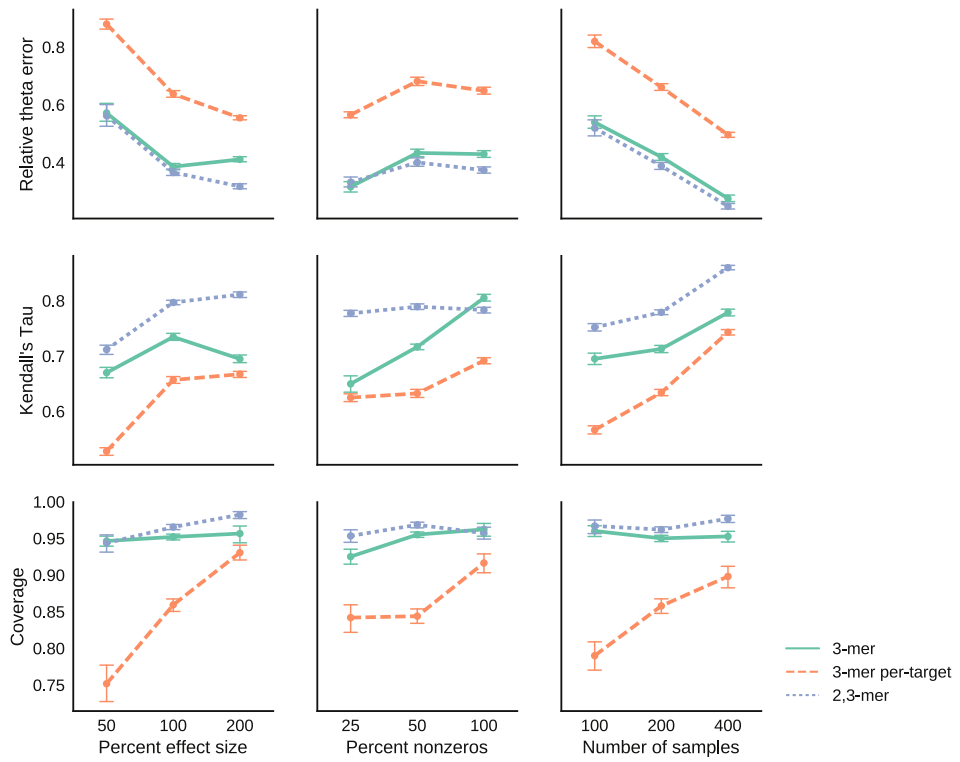 Relative theta error
0.8
0.6
0.4
Kendall's Tau
0.8
0.7
0.6
Coverage
1.00
0.95
0.90
0.85
0.80
0.75
50 100 200
Percent effect size
25 50 100
Percent nonzeros
100 200 400
Number of samples
3-mer
3-mer per-target
2,3-mer